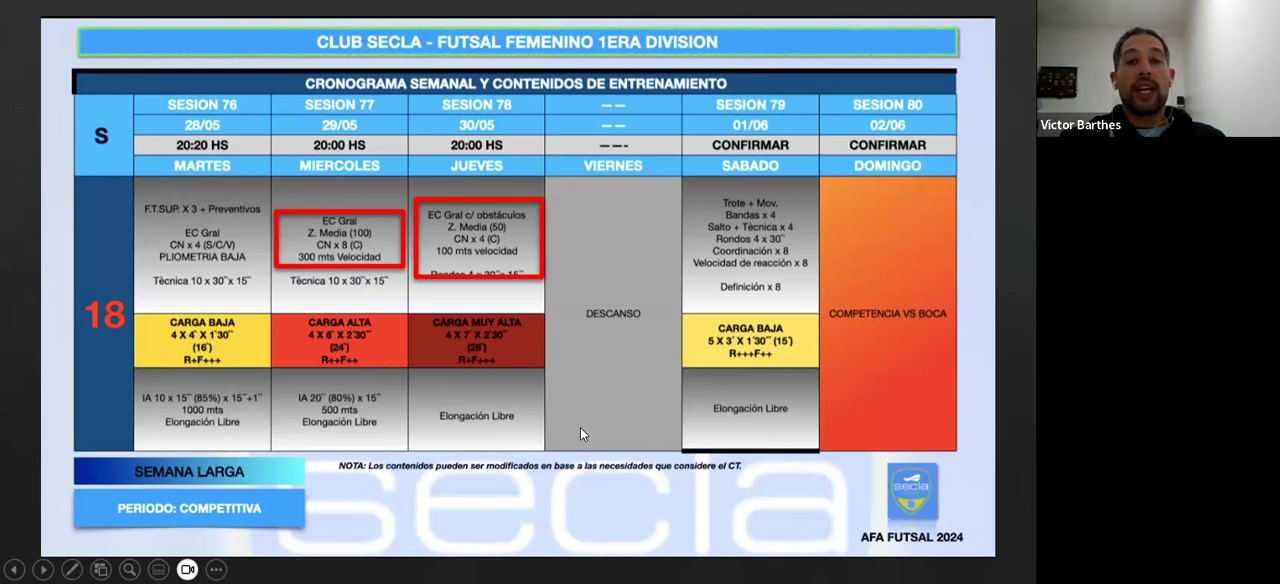 CLUB SECLA - FUTSAL FEMENINO 1ERA DIVISION
CRONOGRAMA SEMANAL Y CONTENIDOS DE ENTRENAMIENTO
S
SESION 76
28/05
20:20 HS
MARTES
SESION 77
29/05
20:00 HS
MIERCOLES
SESION 78
30/05
20:00 HS
JUEVES
——
——
——-
VIERNES
SESION 79
01/06
CONFIRMAR
SABADO
SESION 80
02/06
CONFIRMAR
DOMINGO
18
F.T.SUP. X 3 + Preventivos
EC Gral
CN x 4 (S/C/V)
PLIOMETRIA BAJA
Tècnica 10 x 30¨x 15¨
EC Gral
Z. Media (100)
CN x 8 (C)
300 mts Velocidad
Tècnica 10 x 30¨x 15¨
EC Gral c/ obstáculos
Z. Media (50)
CN x 4 (C)
100 mts velocidad
Rondos 4 x 30¨x 15¨
DESCANSO
Trote + Mov.
Bandas x 4
Salto + Tècnica x 4
Rondos 4 x 30¨
Coordinación x 8
Velocidad de reacción x 8
Definición x 8
COMPETENCIA VS BOCA
CARGA BAJA
4 X 4´ X 1´30¨
(16´)
R+F+++
CARGA ALTA
4 X 6´ X 2´30¨
(24´)
R++F++
CARGA MUY ALTA
4 X 7´ X 2´30¨
(28´)
R+F+++
CARGA BAJA
5 X 3´ X 1´30¨ (15´)
R+++F++
IA 10 x 15¨ (85%) x 15¨+1¨
1000 mts
Elongación Libre
IA 20¨ (80%) x 15¨
500 mts
Elongación Libre
Elongación Libre
Elongación Libre
SEMANA LARGA
NOTA: Los contenidos pueden ser modificados en base a las necesidades que considere el CT.
PERIODO: COMPETITIVA
secla
secla
AFA FUTSAL 2024
Victor Barthes